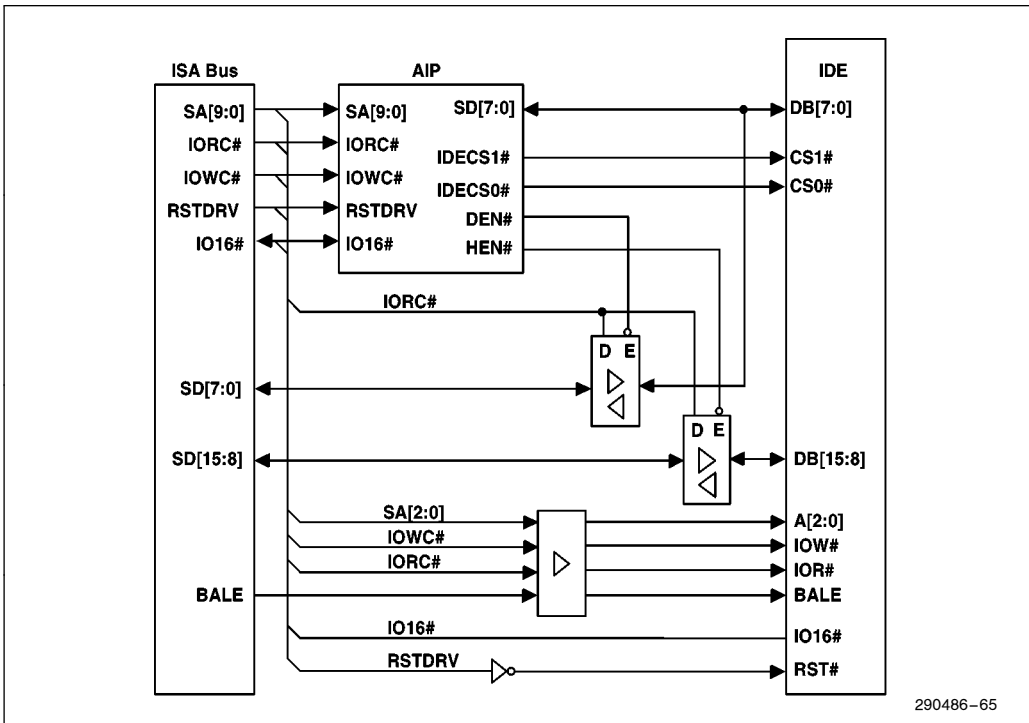 ISA Bus
AIP
IDE
SA[9:0]
SA[9:0]
SD[7:0]
DB[7:0]
IORC#
IORC#
IDECS1#
CS1#
IOWC#
IOWC#
IDECS0#
CS0#
RSTDRV
RSTDRV
DEN#
IO16#
IO16#
HEN#
IORC#
D E
SD[7:0]
D E
SD[15:8]
DB[15:8]
SA[2:0]
A[2:0]
IOWC#
IOW#
IORC#
IOR#
BALE
BALE
IO16#
IO16#
RSTDRV
RST#
290486–65